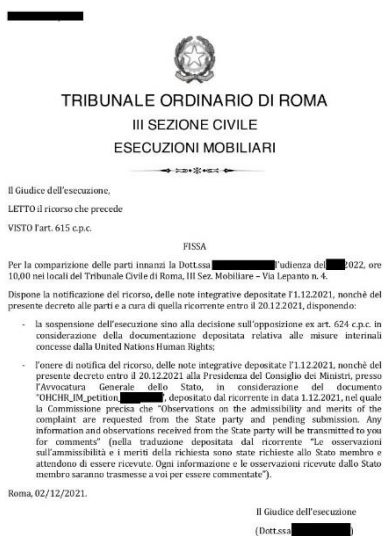 TRIBUNALE ORDINARIO DI ROMA
III SEZIONE CIVILE
ESECUZIONI MOBILIARI
Il Giudice dell'esecuzione,
LETTO il ricorso che precede
VISTO l'art. 615 c.p.c.
FISSA
Per la comparizione delle parti innanzi la Dott.ssa l'udienza del 2022, ore
10,00 nei locali del Tribunale Civile di Roma, III Sez. Mobiliare – Via Lepanto n. 4.
Dispone la notificazione del ricorso, delle note integrative depositate l'1.12.2021, nonchè del
presente decreto alle parti e a cura di quella ricorrente entro il 20.12.2021, disponendo:
- la sospensione dell'esecuzione sino alla decisione sull'opposizione ex art. 624 c.p.c. in
considerazione della documentazione depositata relativa alle misure interinali
concesse dalla United Nations Human Rights;
- l'onere di notifica del ricorso, delle note integrative depositate l'1.12.2021, nonchè del
presente decreto entro il 20.12.2021 alla Presidenza del Consiglio dei Ministri, presso
l'Avvocatura Generale dello Stato, in considerazione del documento
"OHCHR_IM_petition_ ", depositato dal ricorrente in data 1.12.2021, nel quale
la Commissione precisa che "Observations on the admissibility and merits of the
complaint are requested from the State party and pending submission. Any
information and observations received from the State party will be transmitted to you
for comments" (nella traduzione depositata dal ricorrente "Le osservazioni
sull'ammissibilità e i meriti della richiesta sono state richieste allo Stato membro e
attendono di essere ricevute. Ogni informazione e le osservazioni ricevute dallo Stato
membro saranno trasmesse a voi per essere commentate").
Roma, 02/12/2021.
Il Giudice dell'esecuzione
(Dott.ssa )